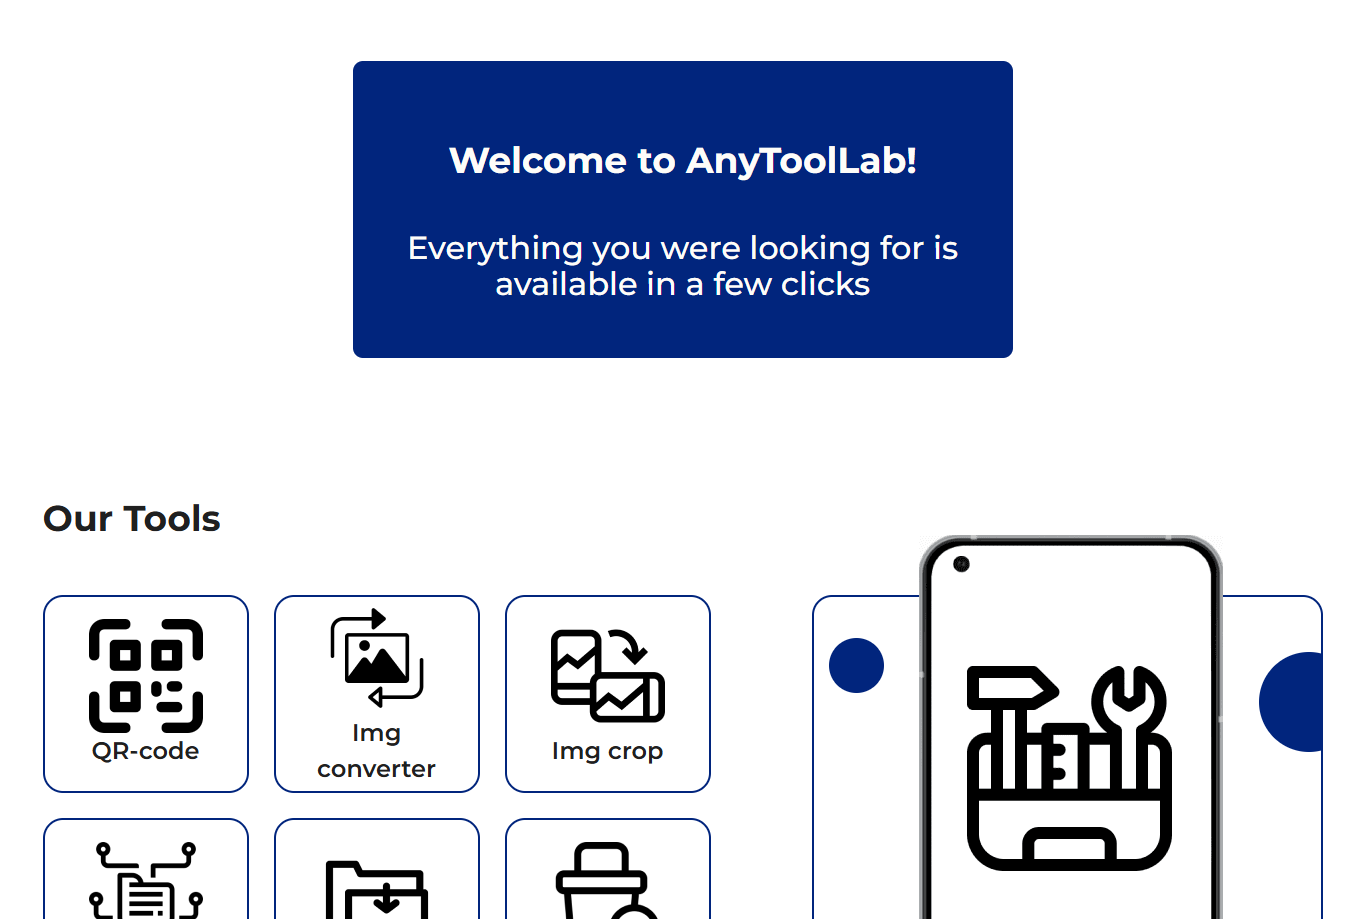 Welcome to AnyToolLab!
Everything you were looking for is
available in a few clicks
Our Tools
QR-code
Img
converter
Img crop